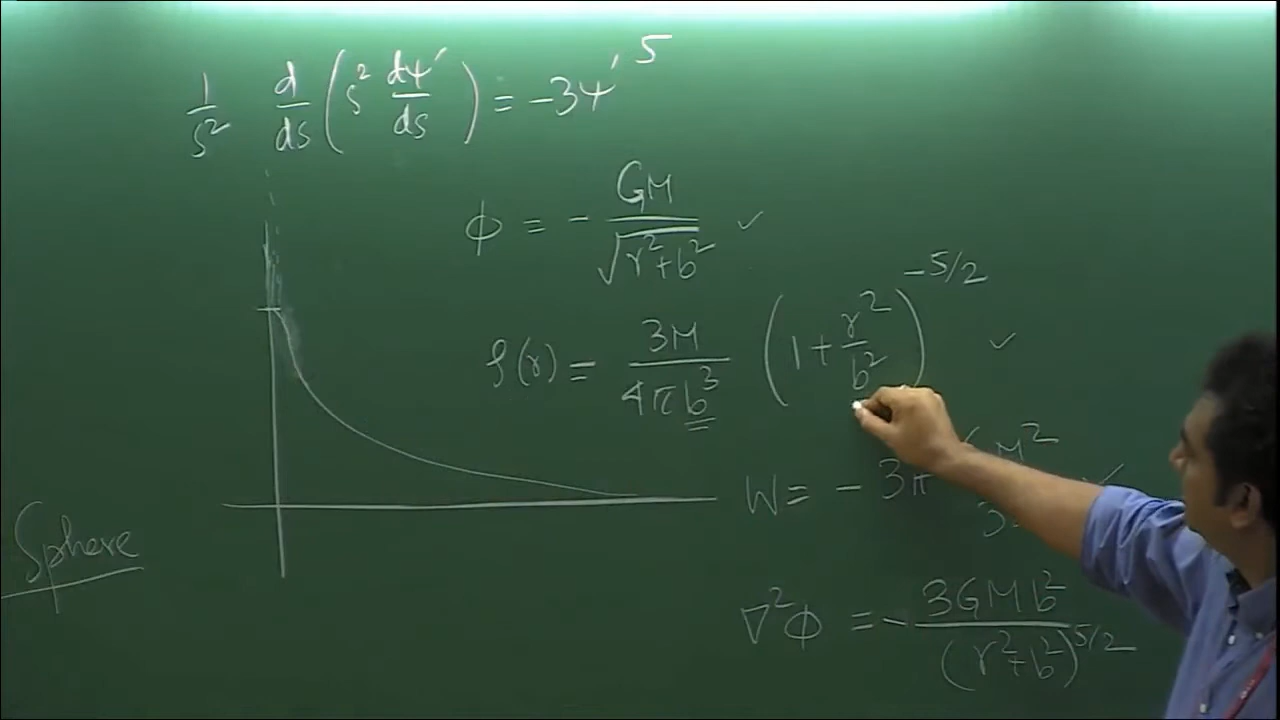 1/s² d/ds (s² dψ'/ds) = -3ψ'⁵
ϕ = - GM/√(r²+b²) ✓
ρ(r) = 3M/4πb³ (1+r²/b²)^-5/2 ✓
W = - 3π M²
Sphere
∇²ϕ = - 3GMb²/(r²+b²)^5/2